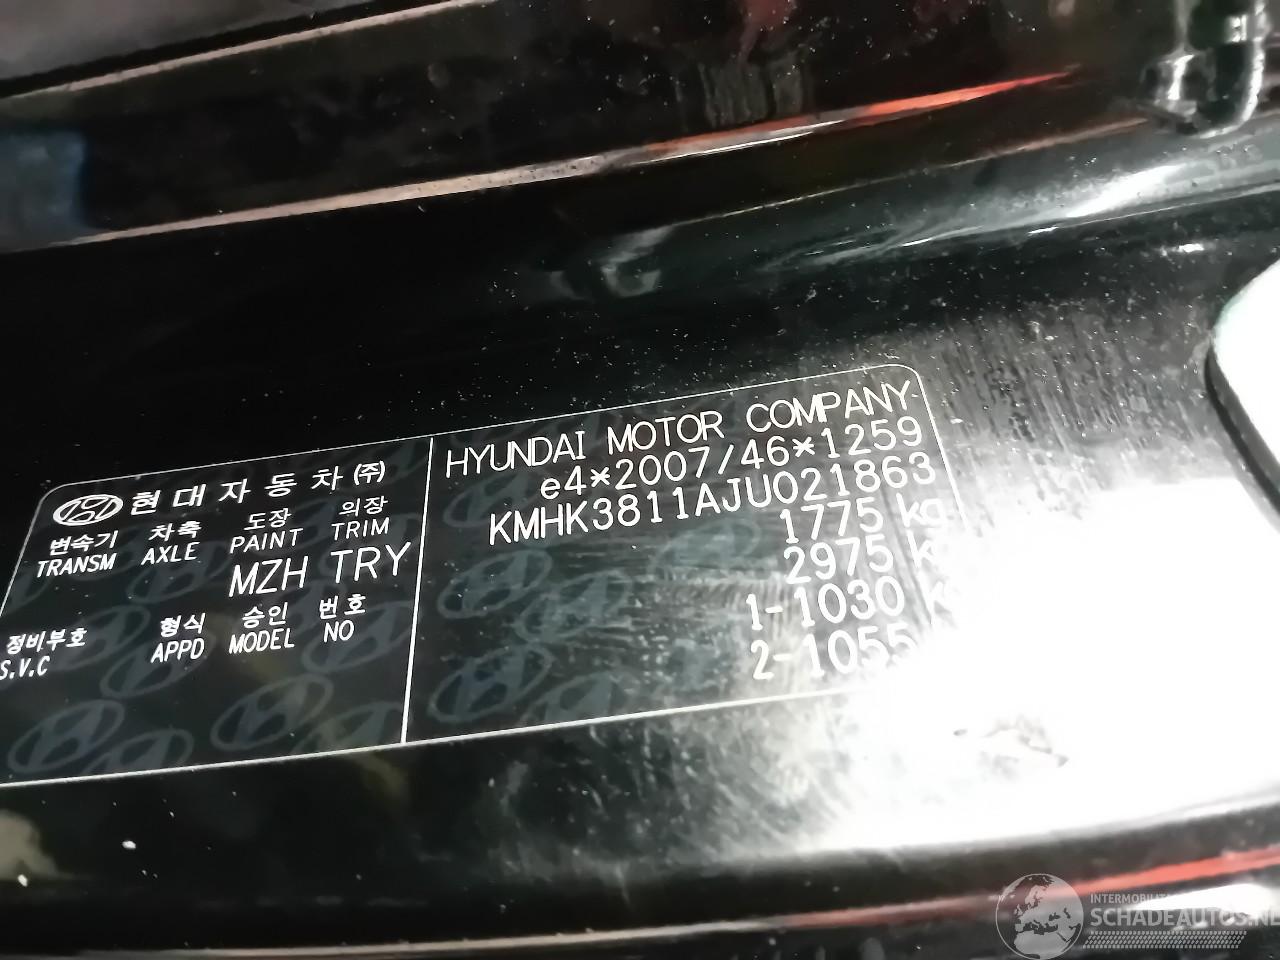 현대자동차(주)
변속기 차축 도장 의장
TRANSM AXLE PAINT TRIM
MZH TRY
정비부호 형식 승인 번호
S.V.C APPD MODEL NO
HYUNDAI MOTOR COMPANY
e4*2007/46*1259
KMHK3811AJU021863
1775 kg
2975
1-1030
2-1055
SCHADEAUTOS.NL